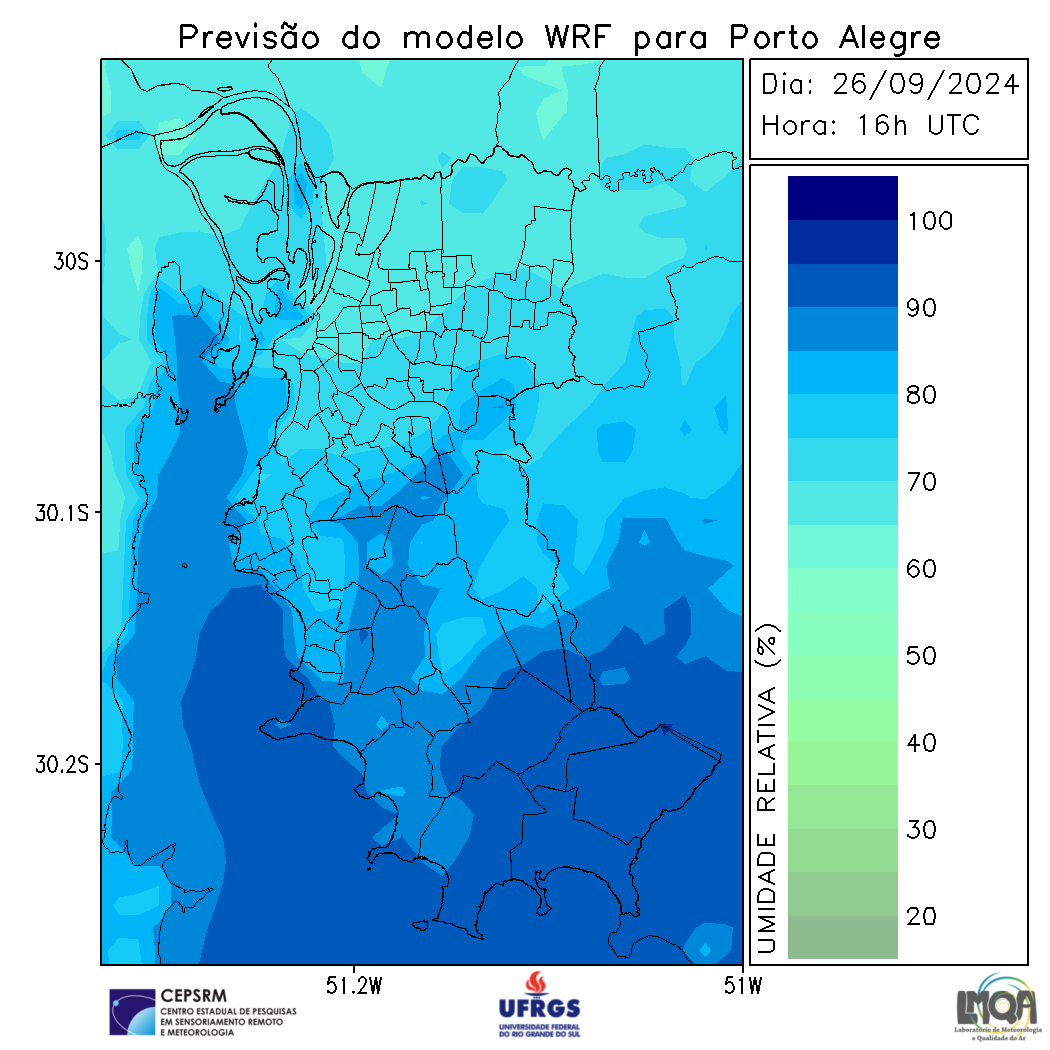 Previsão do modelo WRF para Porto Alegre
Dia: 26/09/2024
Hora: 16h UTC
30S
30.1S
30.2S
51.2W
51W
100
90
80
70
60
50
40
30
20
UMIDADE RELATIVA (%)
CEPSRM
CENTRO ESTADUAL DE PESQUISAS
EM SENSORIAMENTO REMOTO
E METEOROLOGIA
UFRGS
UNIVERSIDADE FEDERAL
DO RIO GRANDE DO SUL
LMQA
Laboratório de Meteorologia
e Qualidade do Ar